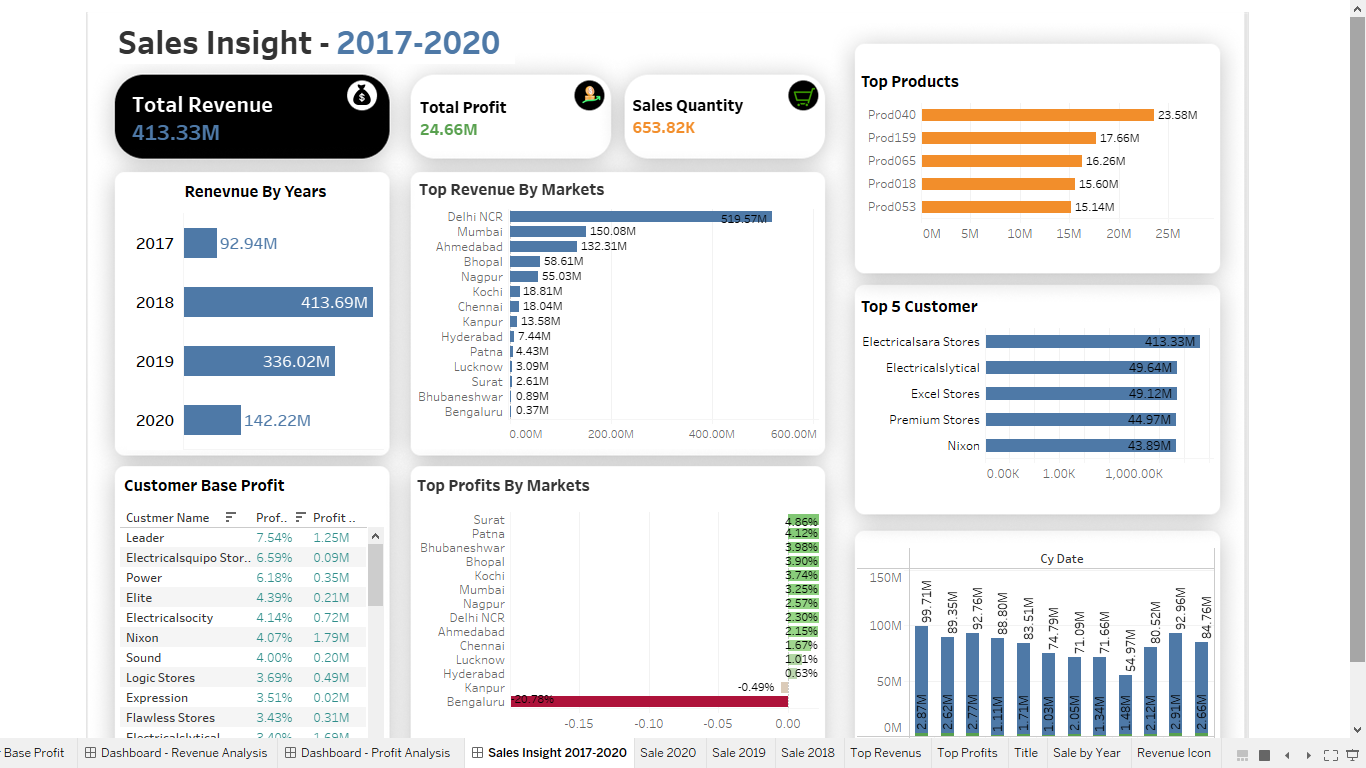 Sales Insight - 2017-2020
Total Revenue
413.33M
Total Profit
24.66M
Sales Quantity
653.82K
Renevnue By Years
2017 92.94M
2018 413.69M
2019 336.02M
2020 142.22M
Top Revenue By Markets
Delhi NCR 519.57M
Mumbai 150.08M
Ahmedabad 132.31M
Bhopal 58.61M
Nagpur 55.03M
Kochi 18.81M
Chennai 18.04M
Kanpur 13.58M
Hyderabad 7.44M
Patna 4.43M
Lucknow 3.09M
Surat 2.61M
Bhubaneshwar 0.89M
Bengaluru 0.37M
0.00M 200.00M 400.00M 600.00M
Top Products
Prod040 23.58M
Prod159 17.66M
Prod065 16.26M
Prod018 15.60M
Prod053 15.14M
0M 5M 10M 15M 20M 25M
Top 5 Customer
Electricalsara Stores 413.33M
Electricalslytical 49.64M
Excel Stores 49.12M
Premium Stores 44.97M
Nixon 43.89M
0.00K 1.00K 1,000.00K
Customer Base Profit
Custmer Name Prof.. Profit ..
Leader 7.54% 1.25M
Electricalsquipo Stor.. 6.59% 0.09M
Power 6.18% 0.35M
Elite 4.39% 0.21M
Electricalsocity 4.14% 0.72M
Nixon 4.07% 1.79M
Sound 4.00% 0.20M
Logic Stores 3.69% 0.49M
Expression 3.51% 0.02M
Flawless Stores 3.43% 0.31M
Electricalslytical 3.40% 1.69M
Top Profits By Markets
Surat 4.86%
Patna 4.12%
Bhubaneshwar 3.98%
Bhopal 3.90%
Kochi 3.74%
Mumbai 3.25%
Nagpur 2.57%
Delhi NCR 2.30%
Ahmedabad 2.15%
Chennai 1.67%
Lucknow 1.01%
Hyderabad 0.63%
Kanpur -0.49%
Bengaluru -20.78%
-0.15 -0.10 -0.05 0.00
Cy Date
150M
100M
50M
0M
99.71M 89.35M 92.76M 88.80M 83.51M 74.79M 71.09M 71.66M 54.97M 80.52M 92.96M 84.76M
2.87M 2.62M 2.77M 1.11M 1.71M 1.03M 2.05M 1.34M 1.48M 2.12M 2.91M 2.66M
r Base Profit Dashboard - Revenue Analysis Dashboard - Profit Analysis Sales Insight 2017-2020 Sale 2020 Sale 2019 Sale 2018 Top Revenus Top Profits Title Sale by Year Revenue Icon